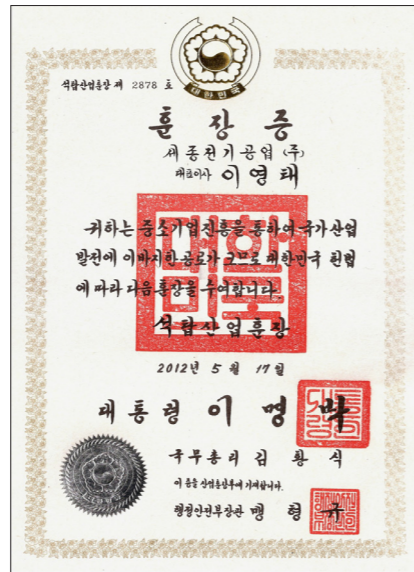 대한민국
석탑산업훈장 제 2878 호
훈장증
세종전기공업 (주)
대표이사 이영태
귀하는 중소기업진흥을 통하여 국가산업
발전에 이바지한 공로가 크므로 대한민국 헌법
에 따라 다음 훈장을 수여합니다
석탑산업훈장
2012년 5월 17일
대통령 이명박
국무총리 김황식
이 증을 산업훈장부에 기재합니다.
행정안전부장관 맹형규